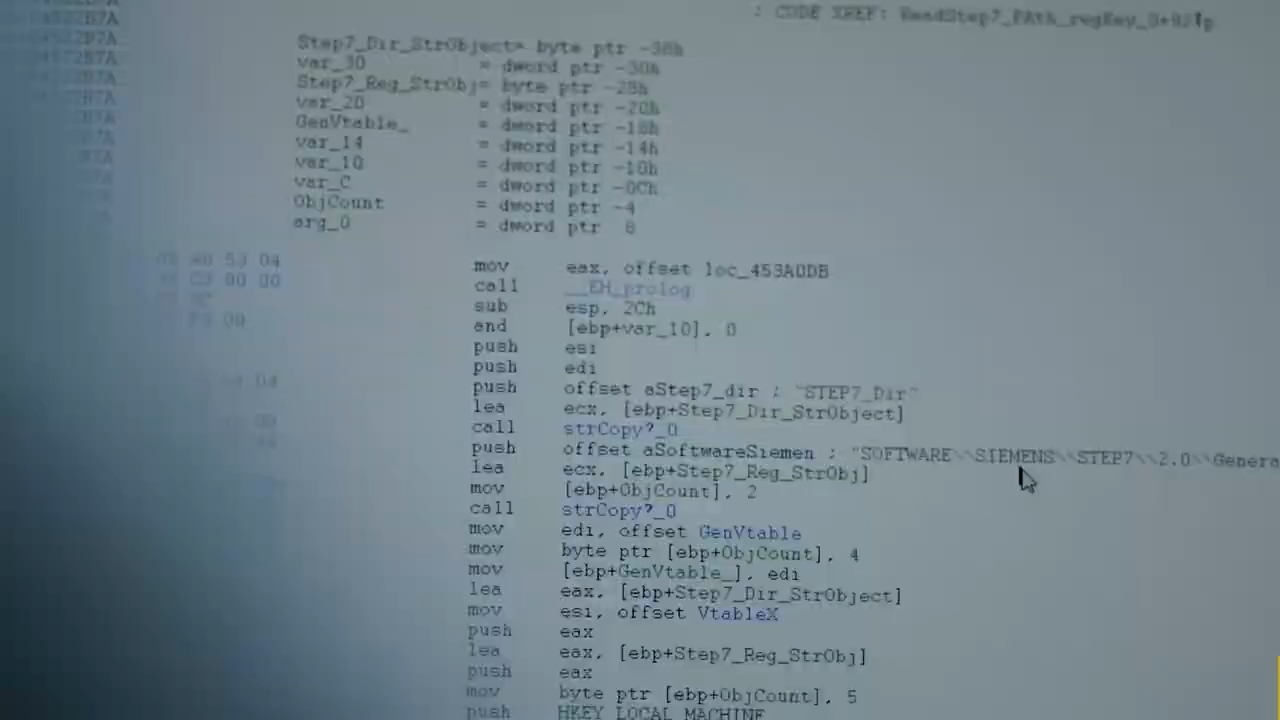 ; CODE XREF: ReadStep7_PAth_regKey_0+92↑p
Step7_Dir_StrObject= byte ptr -38h
var_30 = dword ptr -30h
Step7_Reg_StrObj= byte ptr -28h
var_20 = dword ptr -20h
GenVtable_ = dword ptr -18h
var_14 = dword ptr -14h
var_10 = dword ptr -10h
var_C = dword ptr -0Ch
ObjCount = dword ptr -4
arg_0 = dword ptr 8
mov eax, offset loc_453A0DB
call __EH_prolog
sub esp, 2Ch
and [ebp+var_10], 0
push esi
push edi
push offset aStep7_dir ; "STEP7_Dir"
lea ecx, [ebp+Step7_Dir_StrObject]
call strCopy?_0
push offset aSoftwareSiemen ; "SOFTWARE\\SIEMENS\\STEP7\\2.0\\Genera
lea ecx, [ebp+Step7_Reg_StrObj]
mov [ebp+ObjCount], 2
call strCopy?_0
mov edi, offset GenVtable
mov byte ptr [ebp+ObjCount], 4
mov [ebp+GenVtable_], edi
lea eax, [ebp+Step7_Dir_StrObject]
mov esi, offset VtableX
push eax
lea eax, [ebp+Step7_Reg_StrObj]
push eax
mov byte ptr [ebp+ObjCount], 5
push HKEY_LOCAL_MACHINE